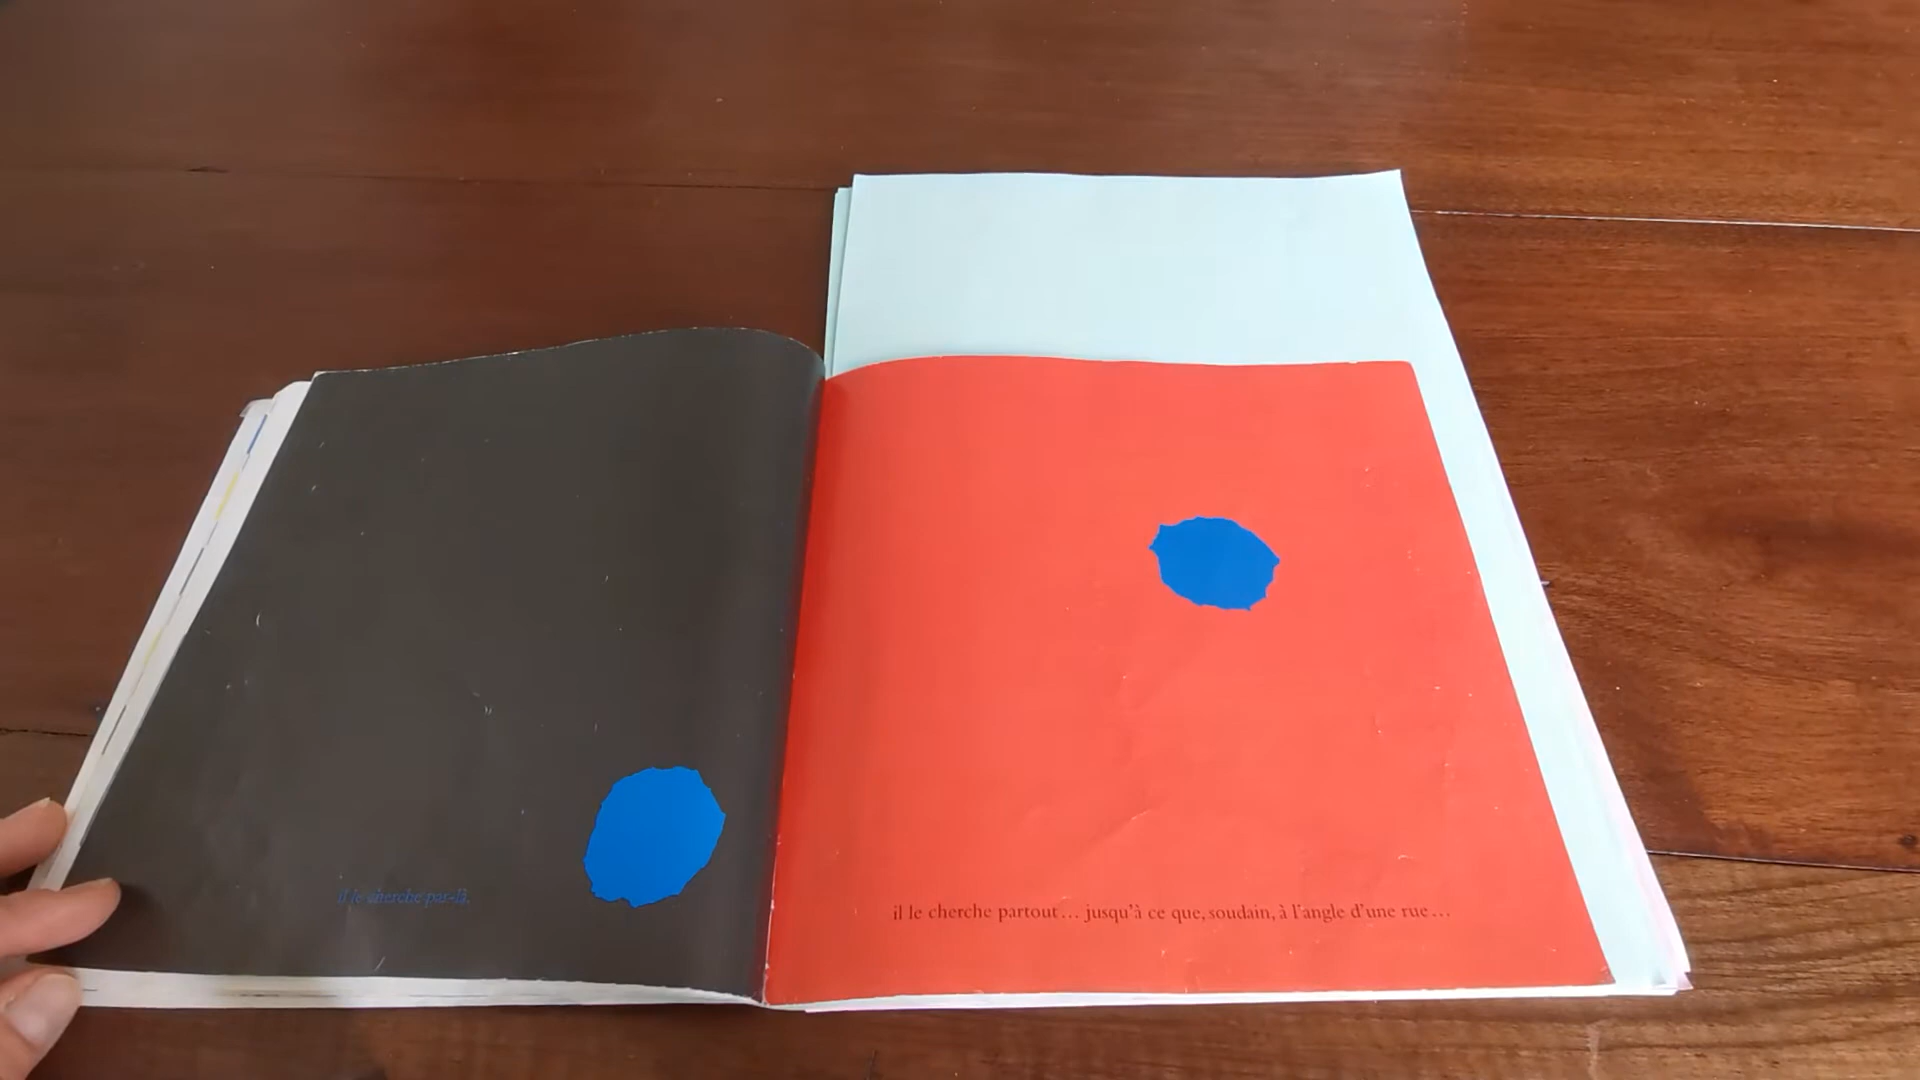 il le cherche par-là,
il le cherche partout… jusqu'à ce que, soudain, à l'angle d'une rue…